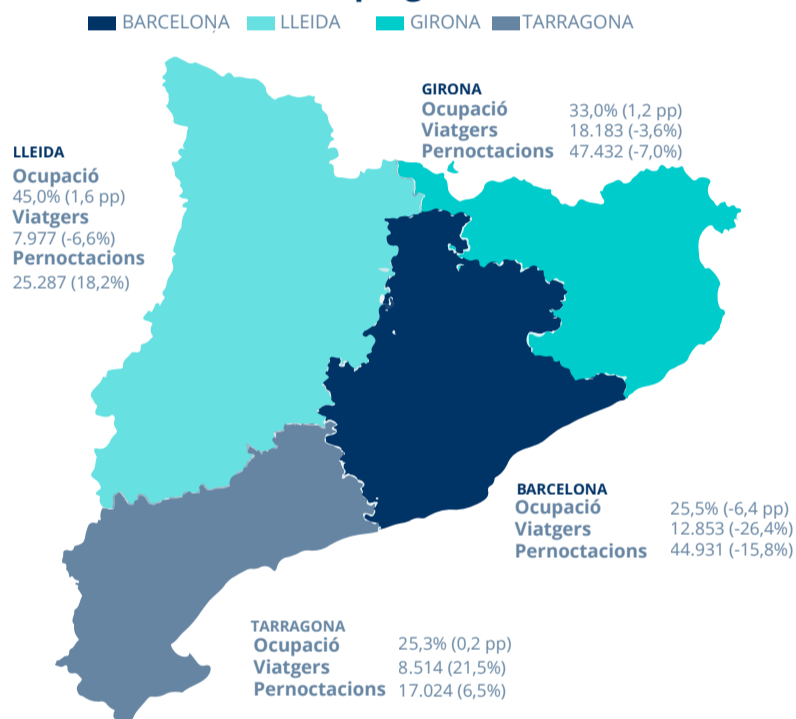 BARCELONA LLEIDA GIRONA TARRAGONA
GIRONA
Ocupació 33,0% (1,2 pp)
Viatgers 18.183 (-3,6%)
Pernoctacions 47.432 (-7,0%)
LLEIDA
Ocupació
45,0% (1,6 pp)
Viatgers
7.977 (-6,6%)
Pernoctacions
25.287 (18,2%)
BARCELONA
Ocupació 25,5% (-6,4 pp)
Viatgers 12.853 (-26,4%)
Pernoctacions 44.931 (-15,8%)
TARRAGONA
Ocupació 25,3% (0,2 pp)
Viatgers 8.514 (21,5%)
Pernoctacions 17.024 (6,5%)